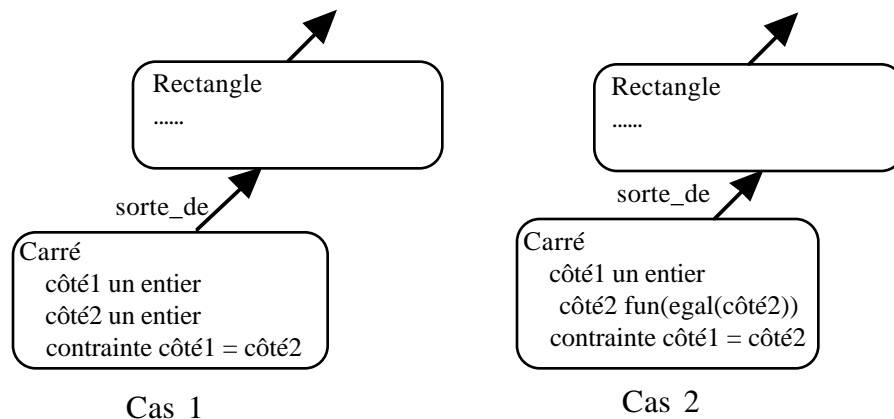 Rectangle
......
sorte_de
Carré
côté1 un entier
côté2 un entier
contrainte côté1 = côté2
Cas 1
Rectangle
......
sorte_de
Carré
côté1 un entier
côté2 fun(egal(côté2))
contrainte côté1 = côté2
Cas 2